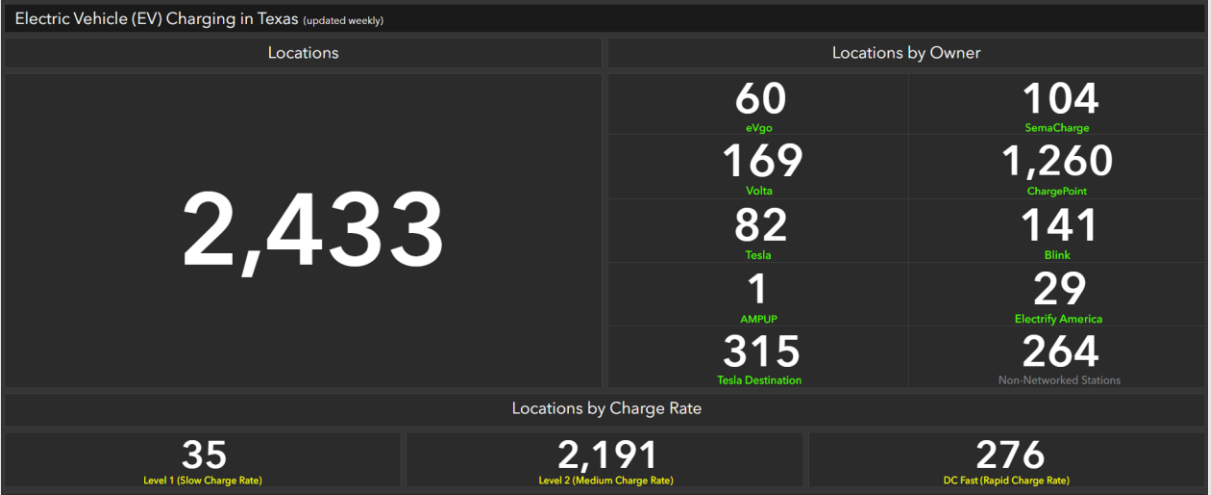 Electric Vehicle (EV) Charging in Texas (updated weekly)
Locations
2,433
Locations by Owner
60
eVgo
104
SemaCharge
169
Volta
1,260
ChargePoint
82
Tesla
141
Blink
1
AMPUP
29
Electrify America
315
Tesla Destination
264
Non-Networked Stations
Locations by Charge Rate
35
Level 1 (Slow Charge Rate)
2,191
Level 2 (Medium Charge Rate)
276
DC Fast (Rapid Charge Rate)